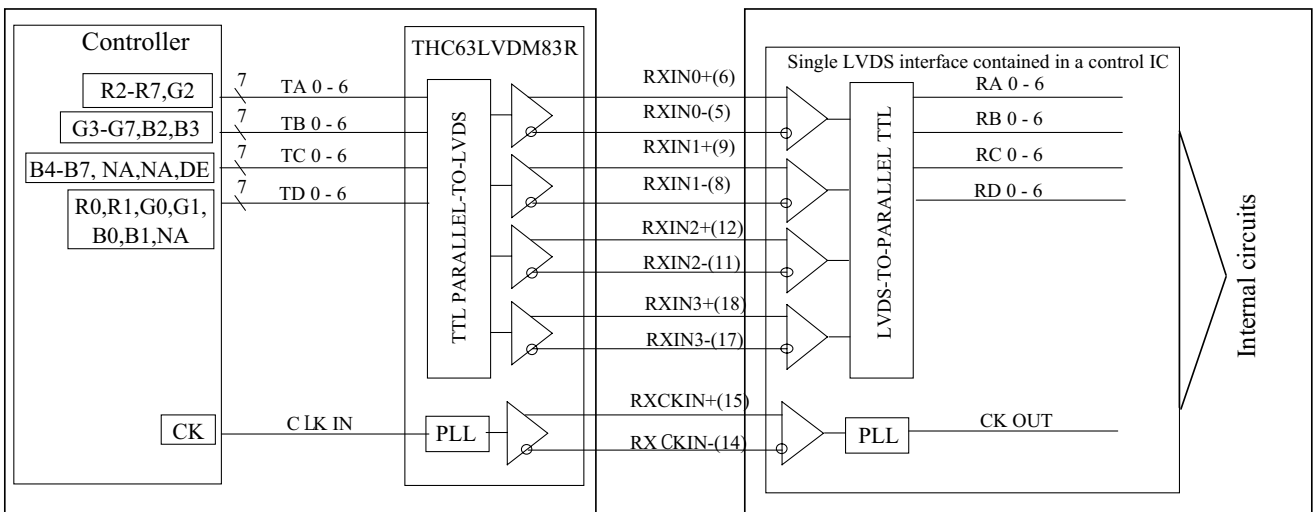 Controller
R2-R7,G2
G3-G7,B2,B3
B4-B7, NA,NA,DE
R0,R1,G0,G1,
B0,B1,NA
CK
7
TA 0 - 6
7
TB 0 - 6
7
TC 0 - 6
7
TD 0 - 6
CLK IN
THC63LVDM83R
TTL PARALLEL-TO-LVDS
PLL
RXIN0+(6)
RXIN0-(5)
RXIN1+(9)
RXIN1-(8)
RXIN2+(12)
RXIN2-(11)
RXIN3+(18)
RXIN3-(17)
RXCKIN+(15)
RXCKIN-(14)
Single LVDS interface contained in a control IC
LVDS-TO-PARALLEL TTL
PLL
RA 0 - 6
RB 0 - 6
RC 0 - 6
RD 0 - 6
CK OUT
Internal circuits